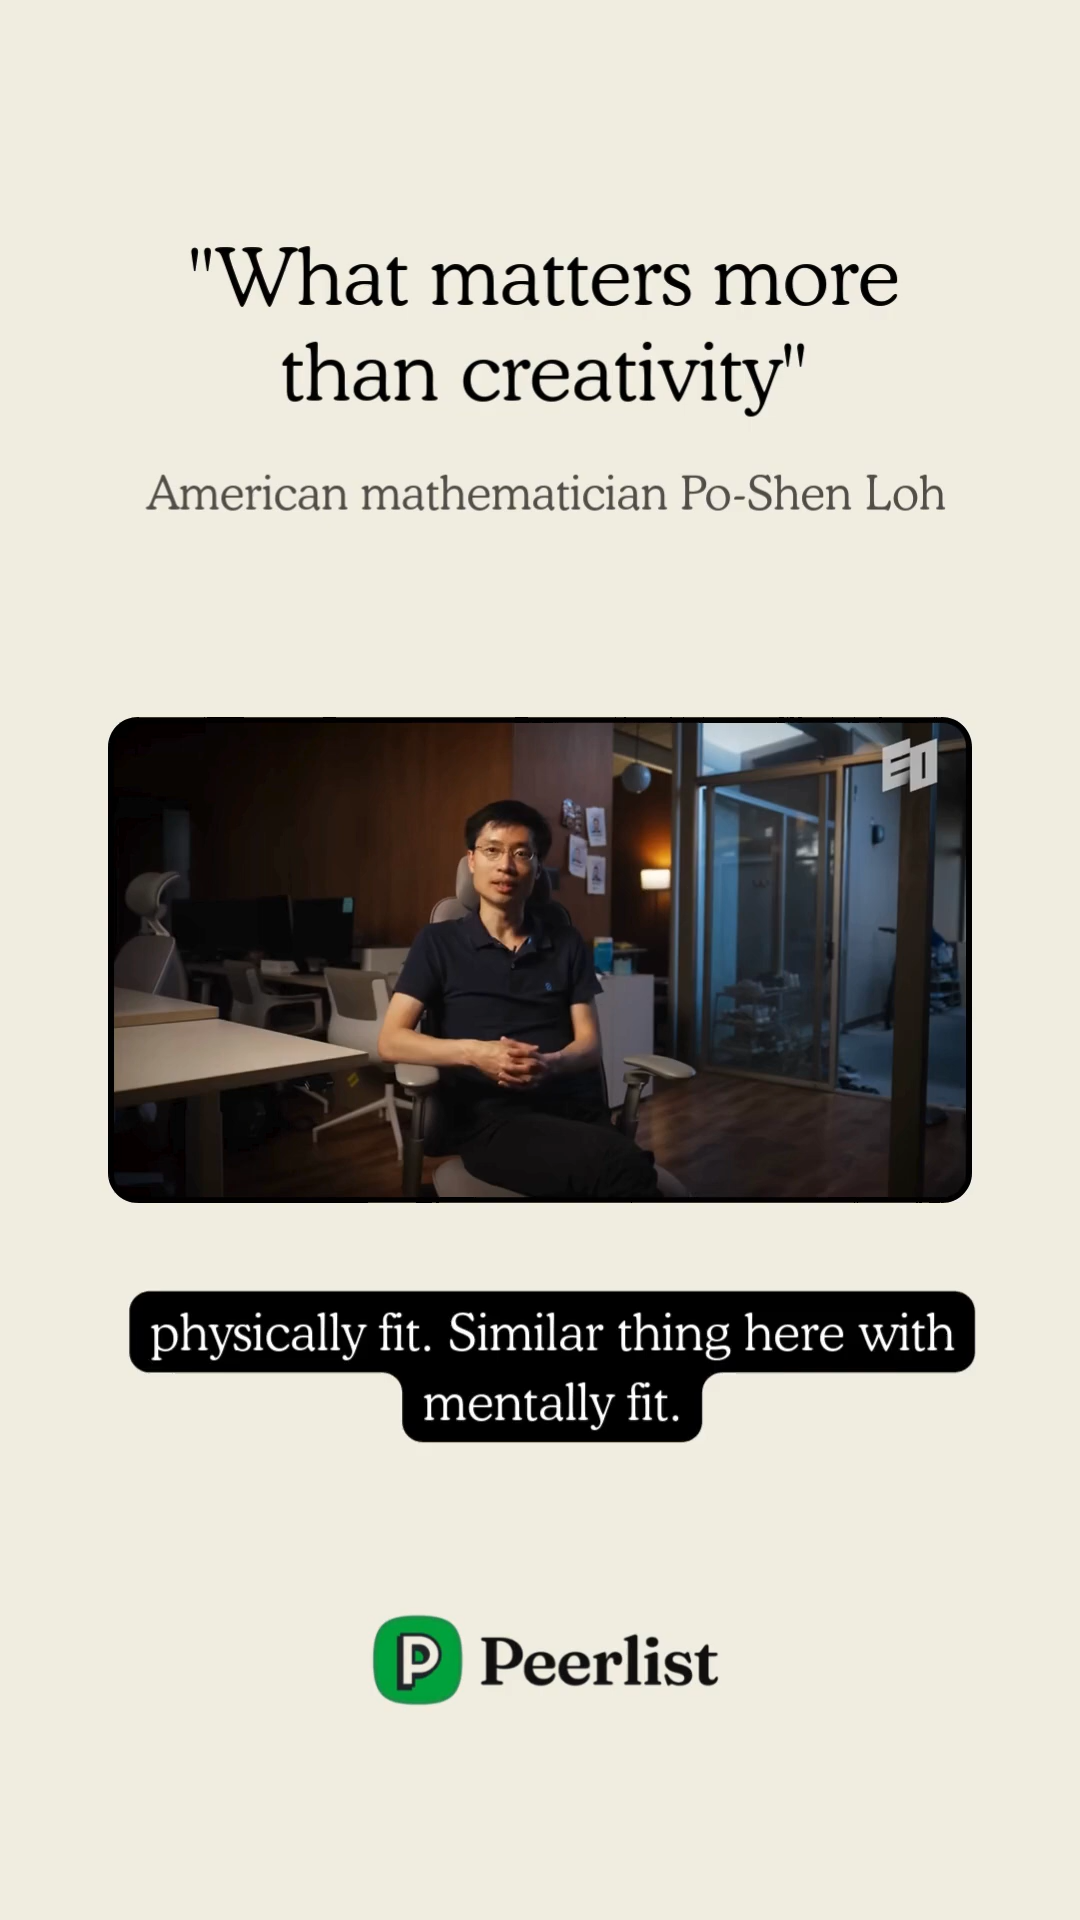 "What matters more
than creativity"
American mathematician Po-Shen Loh
EO
physically fit. Similar thing here with
mentally fit.
P Peerlist